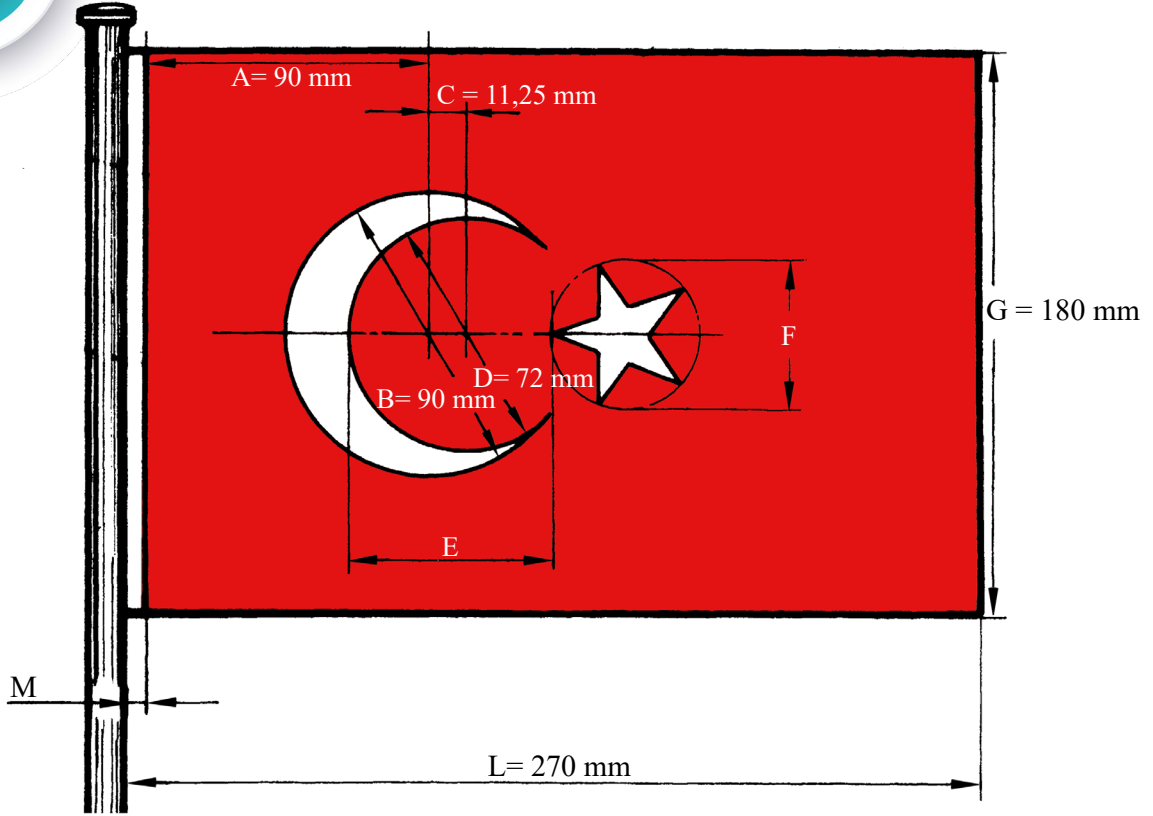 A= 90 mm
C = 11,25 mm
G = 180 mm
F
D= 72 mm
B= 90 mm
E
M
L= 270 mm